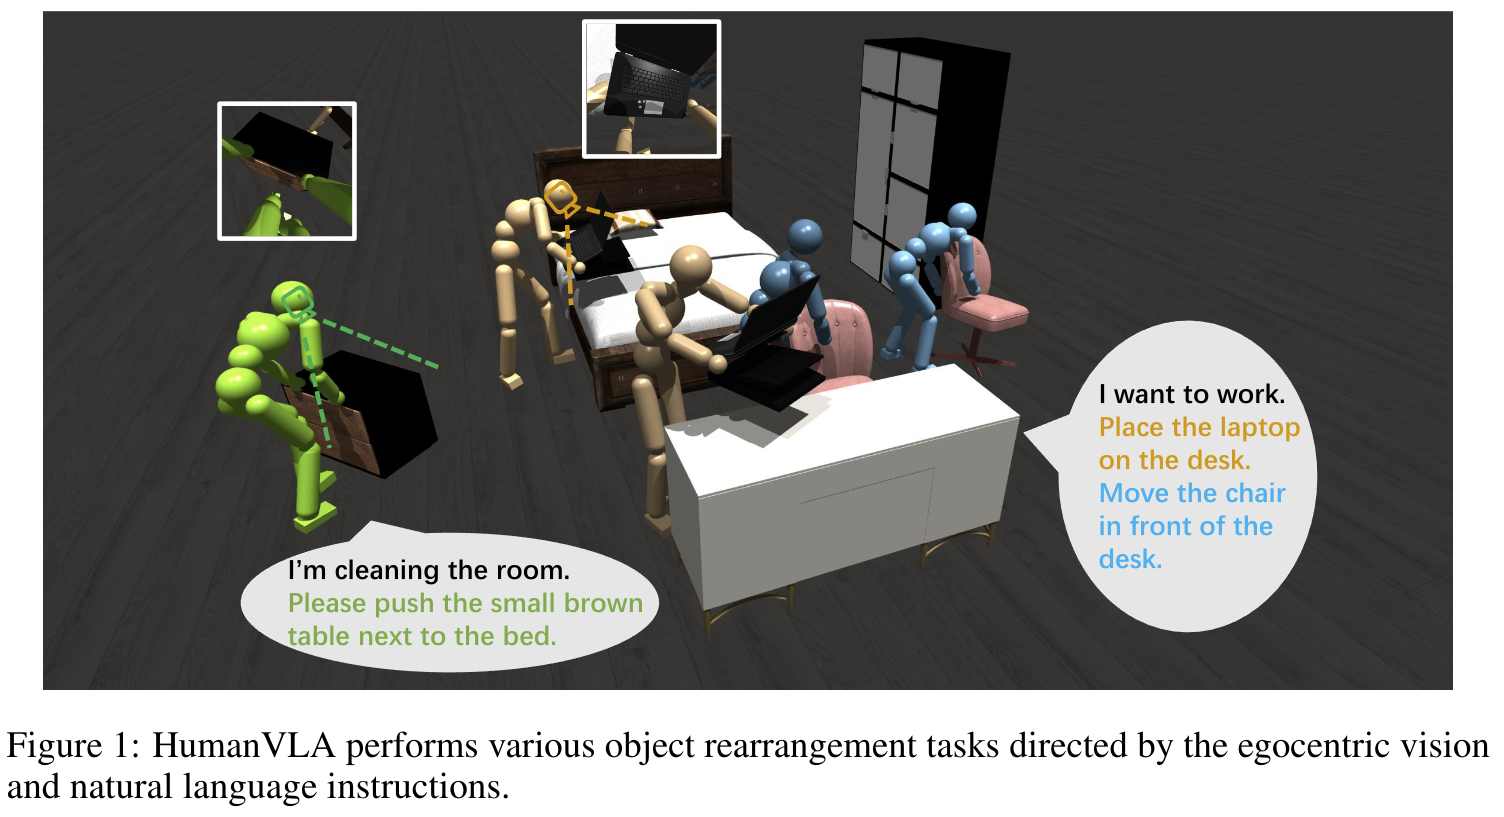 I want to work.
Place the laptop
on the desk.
Move the chair
in front of the
desk.
I'm cleaning the room.
Please push the small brown
table next to the bed.
Figure 1: HumanVLA performs various object rearrangement tasks directed by the egocentric vision
and natural language instructions.